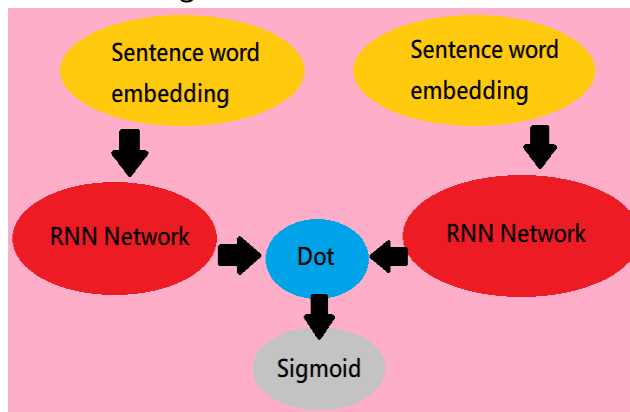 Sentence word
embedding
Sentence word
embedding
RNN Network
RNN Network
Dot
Sigmoid